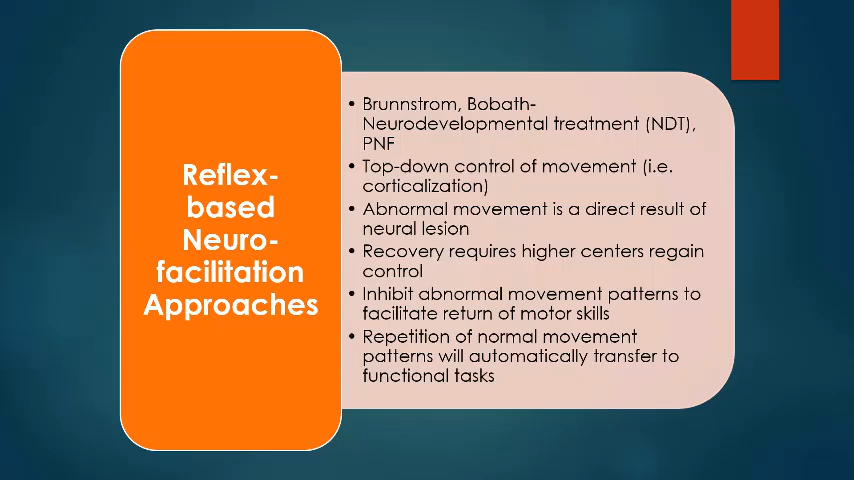 Reflex-
based
Neuro-
facilitation
Approaches
• Brunnstrom, Bobath-
Neurodevelopmental treatment (NDT),
PNF
• Top-down control of movement (i.e.
corticalization)
• Abnormal movement is a direct result of
neural lesion
• Recovery requires higher centers regain
control
• Inhibit abnormal movement patterns to
facilitate return of motor skills
• Repetition of normal movement
patterns will automatically transfer to
functional tasks